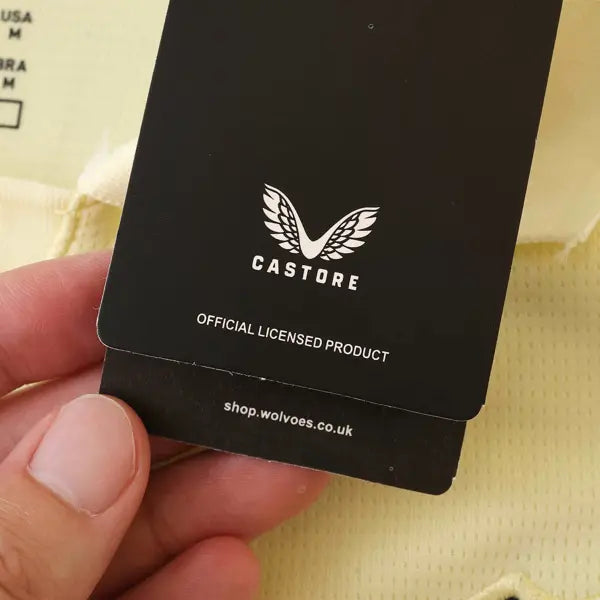 USA
M
BRA
M
CASTORE
OFFICIAL LICENSED PRODUCT
shop.wolvoes.co.uk